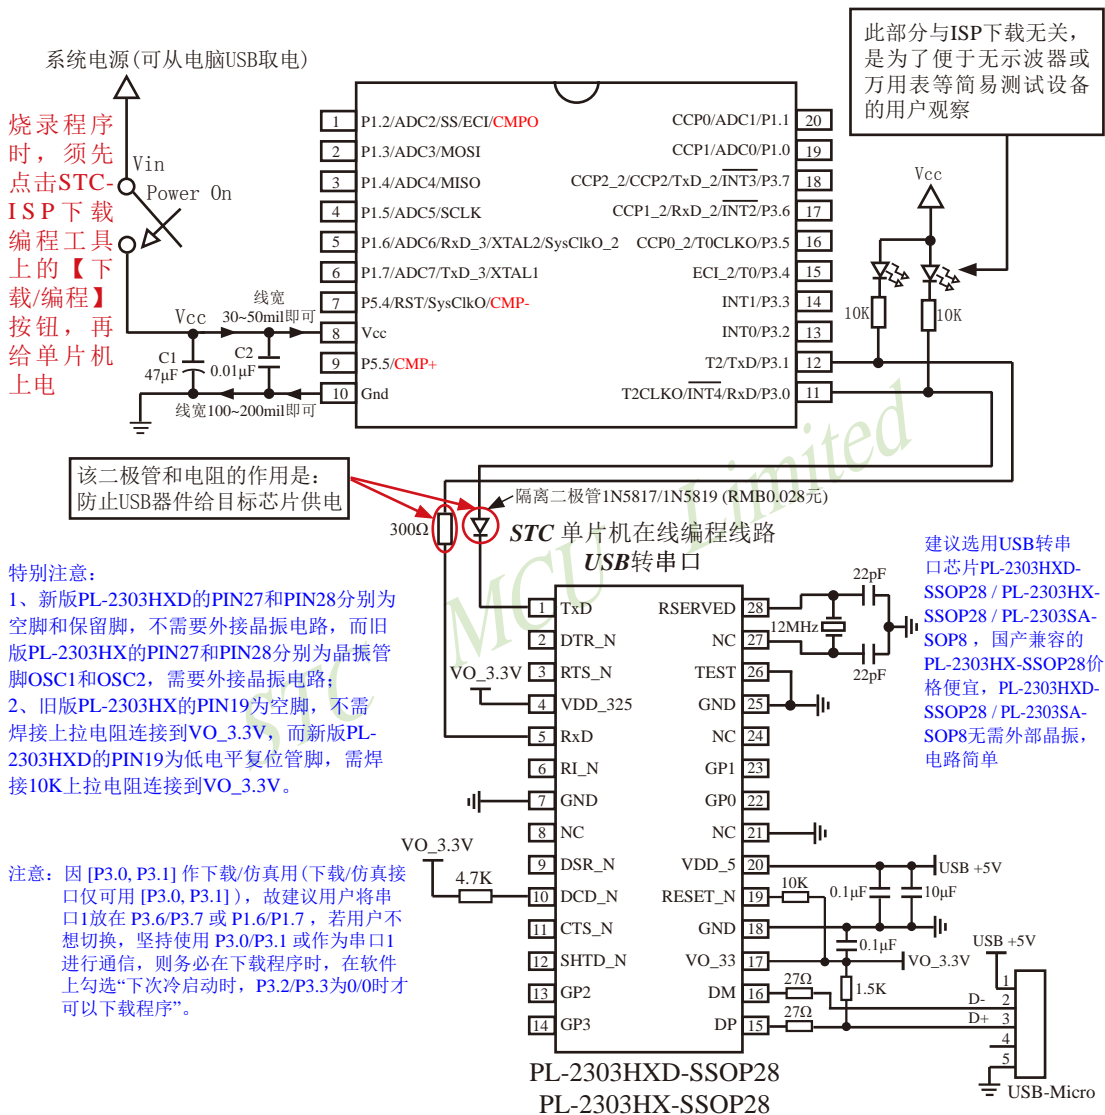 系统电源(可从电脑USB取电)
烧录程序
时，须先
点击STC-
ISP下载
编程工具
上的【下
载/编程】
按钮，再
给单片机
上电
Vin
Power On
Vcc
线宽
30~50mil即可
C1
47μF
C2
0.01μF
线宽100~200mil即可
1 P1.2/ADC2/SS/ECI/CMPO
2 P1.3/ADC3/MOSI
3 P1.4/ADC4/MISO
4 P1.5/ADC5/SCLK
5 P1.6/ADC6/RxD_3/XTAL2/SysClkO_2
6 P1.7/ADC7/TxD_3/XTAL1
7 P5.4/RST/SysClkO/CMP-
8 Vcc
9 P5.5/CMP+
10 Gnd
CCP0/ADC1/P1.1 20
CCP1/ADC0/P1.0 19
CCP2_2/CCP2/TxD_2/INT3/P3.7 18
CCP1_2/RxD_2/INT2/P3.6 17
CCP0_2/T0CLKO/P3.5 16
ECI_2/T0/P3.4 15
INT1/P3.3 14
INT0/P3.2 13
T2/TxD/P3.1 12
T2CLKO/INT4/RxD/P3.0 11
此部分与ISP下载无关，
是为了便于无示波器或
万用表等简易测试设备
的用户观察
Vcc
10K
10K
该二极管和电阻的作用是：
防止USB器件给目标芯片供电
300Ω
隔离二极管1N5817/1N5819 (RMB0.028元)
STC 单片机在线编程线路
USB转串口
STC MCU Limited
特别注意：
1、新版PL-2303HXD的PIN27和PIN28分别为
空脚和保留脚，不需要外接晶振电路，而旧
版PL-2303HX的PIN27和PIN28分别为晶振管
脚OSC1和OSC2，需要外接晶振电路；
2、旧版PL-2303HX的PIN19为空脚，不需
焊接上拉电阻连接到VO_3.3V，而新版PL-
2303HXD的PIN19为低电平复位管脚，需焊
接10K上拉电阻连接到VO_3.3V。
注意：因 [P3.0, P3.1] 作下载/仿真用(下载/仿真接
口仅可用 [P3.0, P3.1] )，故建议用户将串
口1放在 P3.6/P3.7 或 P1.6/P1.7 ，若用户不
想切换，坚持使用 P3.0/P3.1 或作为串口1
进行通信，则务必在下载程序时，在软件
上勾选“下次冷启动时，P3.2/P3.3为0/0时才
可以下载程序”。
VO_3.3V
VO_3.3V
4.7K
1 TxD
2 DTR_N
3 RTS_N
4 VDD_325
5 RxD
6 RI_N
7 GND
8 NC
9 DSR_N
10 DCD_N
11 CTS_N
12 SHTD_N
13 GP2
14 GP3
RSERVED 28
NC 27
TEST 26
GND 25
NC 24
GP1 23
GP0 22
NC 21
VDD_5 20
RESET_N 19
GND 18
VO_33 17
DM 16
DP 15
22pF
12MHz
22pF
建议选用USB转串
口芯片PL-2303HXD-
SSOP28 / PL-2303HX-
SSOP28 / PL-2303SA-
SOP8 ，国产兼容的
PL-2303HX-SSOP28价
格便宜，PL-2303HXD-
SSOP28 / PL-2303SA-
SOP8无需外部晶振，
电路简单
USB +5V
10K
0.1μF
10μF
0.1μF
VO_3.3V
27Ω
1.5K
27Ω
USB +5V
D-
D+
1
2
3
4
5
USB-Micro
PL-2303HXD-SSOP28
PL-2303HX-SSOP28